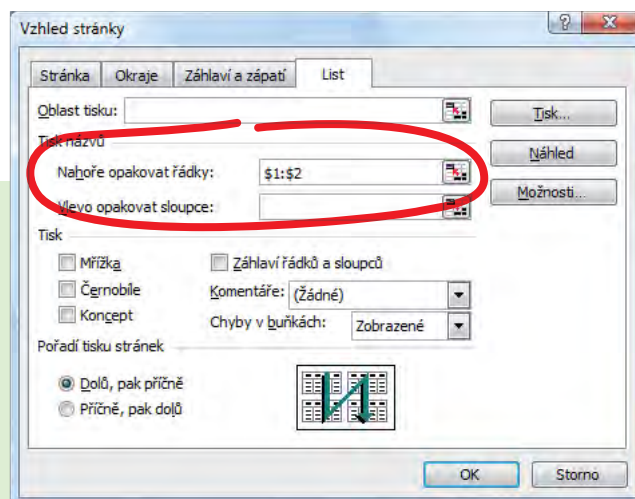 Vzhled stránky
Stránka Okraje Záhlaví a zápatí List
Oblast tisku: Tisk...
Tisk názvů
Náhled
Nahoře opakovat řádky: $1:$2
Možnosti...
Vlevo opakovat sloupce:
Tisk
Mřížka Záhlaví řádků a sloupců
Černobíle Komentáře: (Žádné)
Koncept Chyby v buňkách: Zobrazené
Pořadí tisku stránek
Dolů, pak příčně
Příčně, pak dolů
OK Storno